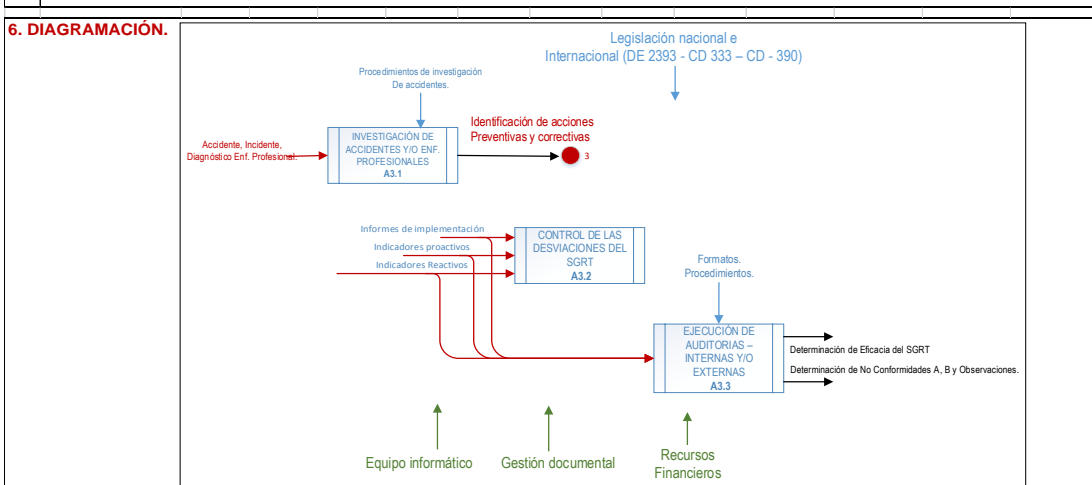 6. DIAGRAMACIÓN.
Legislación nacional e
Internacional (DE 2393 - CD 333 – CD - 390)
Procedimientos de investigación
De accidentes.
Accidente, Incidente,
Diagnóstico Enf. Profesional.
INVESTIGACIÓN DE
ACCIDENTES Y/O ENF.
PROFESIONALES
A3.1
Identificación de acciones
Preventivas y correctivas
3
Informes de implementación
Indicadores proactivos
Indicadores Reactivos
CONTROL DE LAS
DESVIACIONES DEL
SGRT
A3.2
Formatos.
Procedimientos.
EJECUCIÓN DE
AUDITORIAS –
INTERNAS Y/O
EXTERNAS
A3.3
Determinación de Eficacia del SGRT
Determinación de No Conformidades A, B y Observaciones.
Equipo informático
Gestión documental
Recursos
Financieros